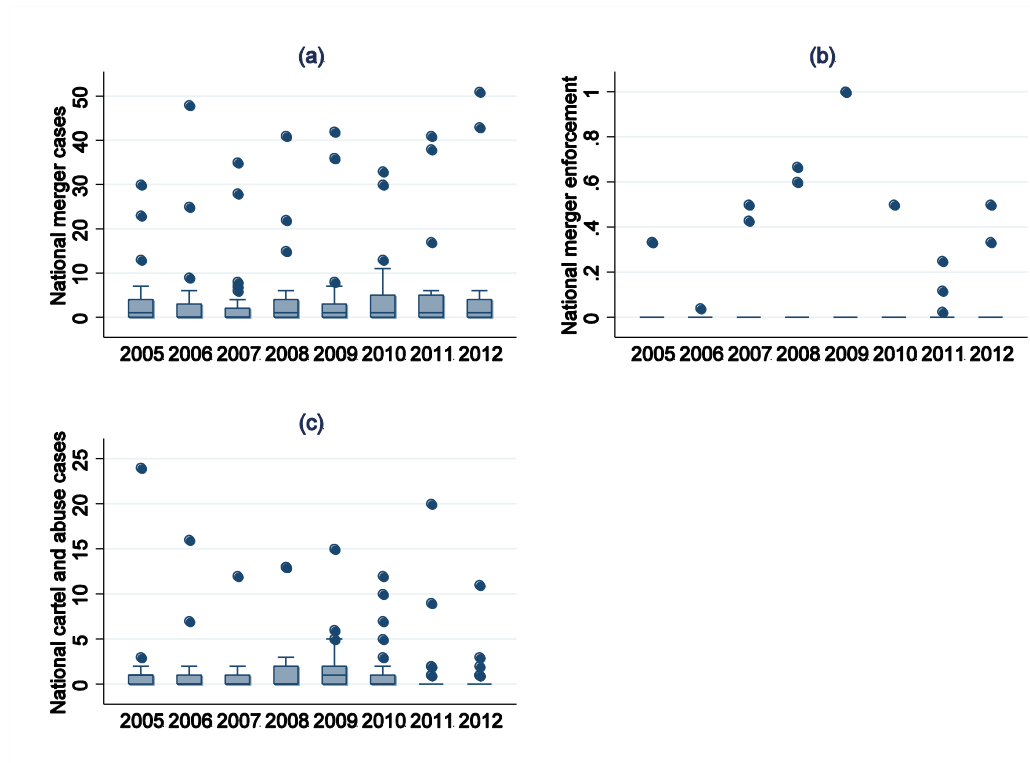 (a)
National merger cases
50
40
30
20
10
0
2005 2006 2007 2008 2009 2010 2011 2012
(b)
National merger enforcement
1
.8
.6
.4
.2
0
2005 2006 2007 2008 2009 2010 2011 2012
(c)
National cartel and abuse cases
25
20
15
10
5
0
2005 2006 2007 2008 2009 2010 2011 2012